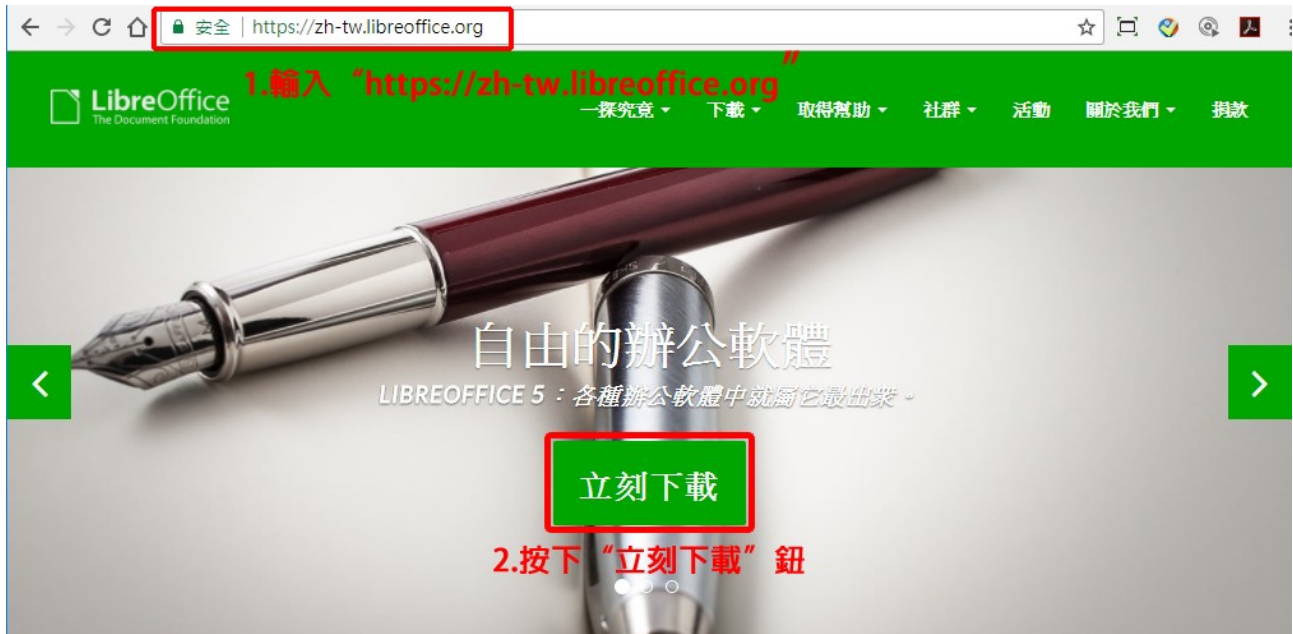 安全 | https://zh-tw.libreoffice.org
1.輸入“https://zh-tw.libreoffice.org”
LibreOffice
The Document Foundation
一探究竟 下載 取得幫助 社群 活動 關於我們 捐款
自由的辦公軟體
LIBREOFFICE 5：各種辦公軟體中就屬它最出眾。
立刻下載
2.按下“立刻下載”鈕